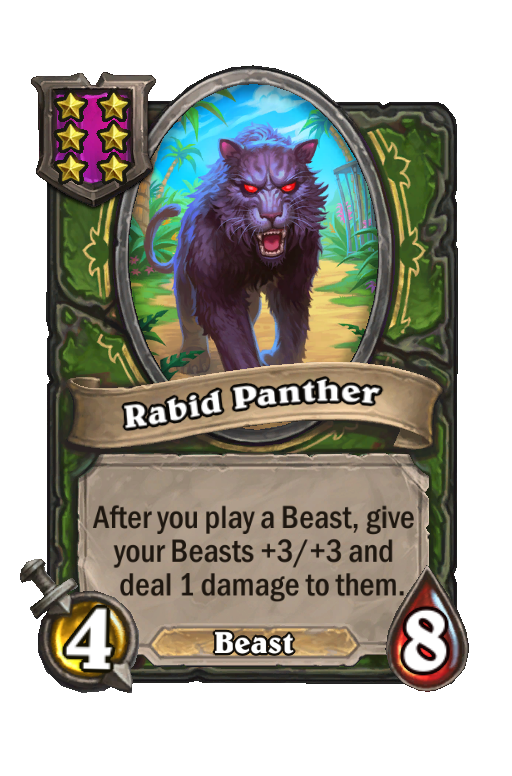 Rabid Panther
After you play a Beast, give
your Beasts +3/+3 and
deal 1 damage to them.
4
Beast
8